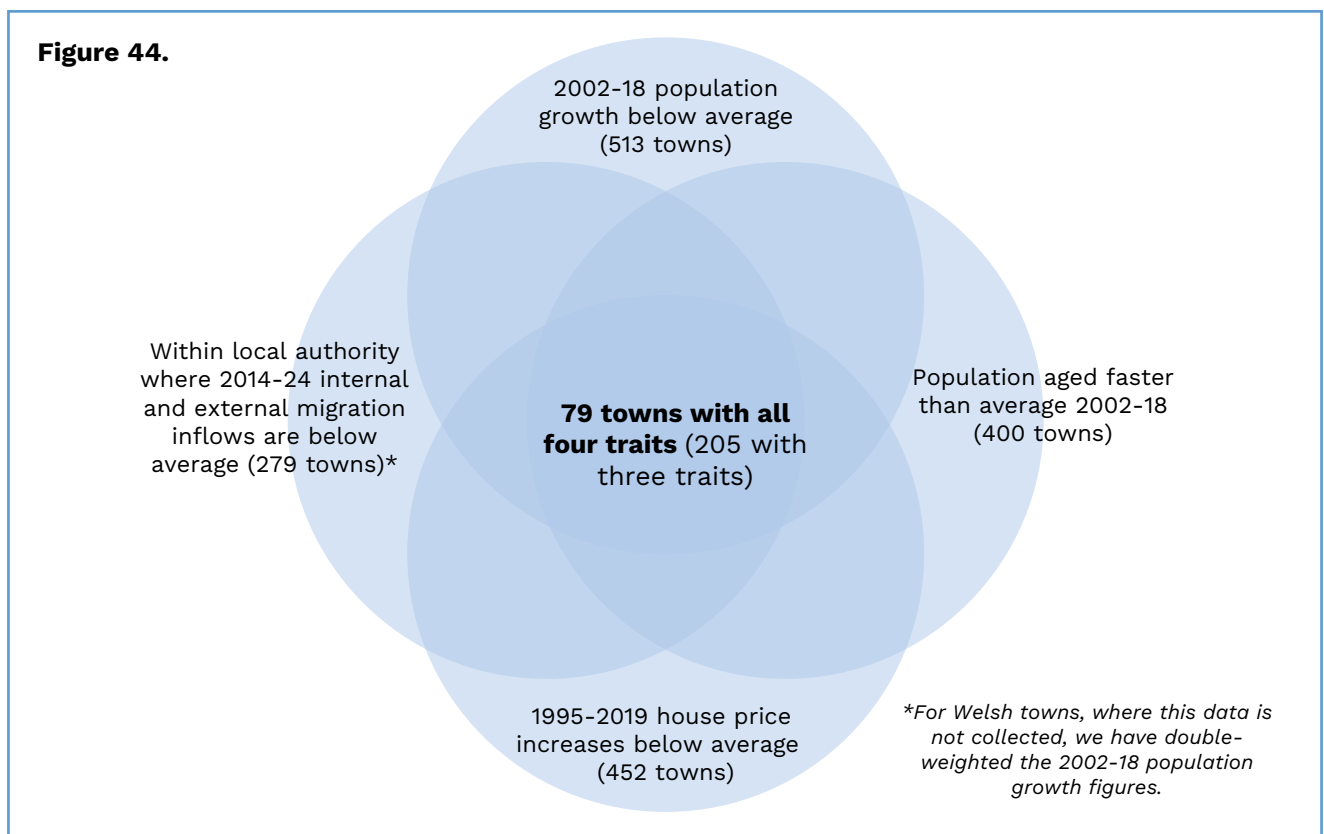 Figure 44.
2002-18 population
growth below average
(513 towns)
Within local authority
where 2014-24 internal
and external migration
inflows are below
average (279 towns)*
Population aged faster
than average 2002-18
(400 towns)
79 towns with all
four traits (205 with
three traits)
1995-2019 house price
increases below average
(452 towns)
*For Welsh towns, where this data is
not collected, we have double-
weighted the 2002-18 population
growth figures.